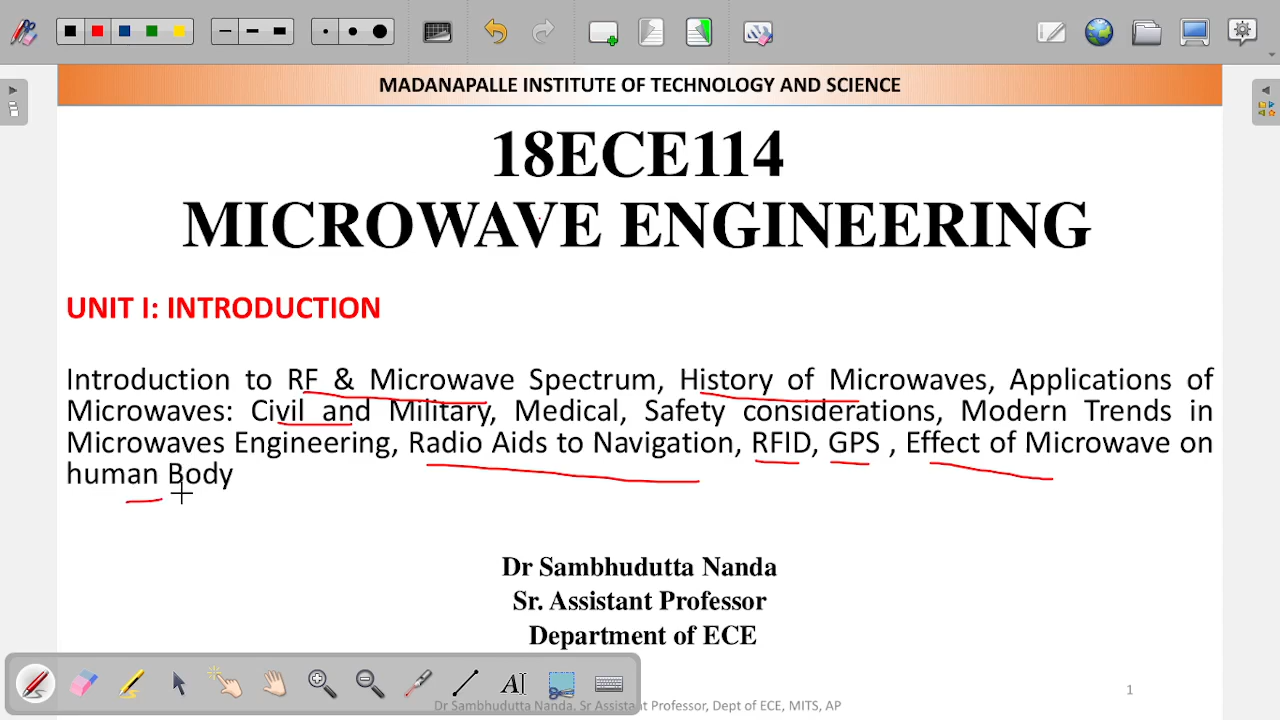 MADANAPALLE INSTITUTE OF TECHNOLOGY AND SCIENCE
18ECE114
MICROWAVE ENGINEERING
UNIT I: INTRODUCTION
Introduction to RF & Microwave Spectrum, History of Microwaves, Applications of
Microwaves: Civil and Military, Medical, Safety considerations, Modern Trends in
Microwaves Engineering, Radio Aids to Navigation, RFID, GPS , Effect of Microwave on
human Body
Dr Sambhudutta Nanda
Sr. Assistant Professor
Department of ECE
Dr Sambhudutta Nanda, Sr Assistant Professor, Dept of ECE, MITS, AP
1